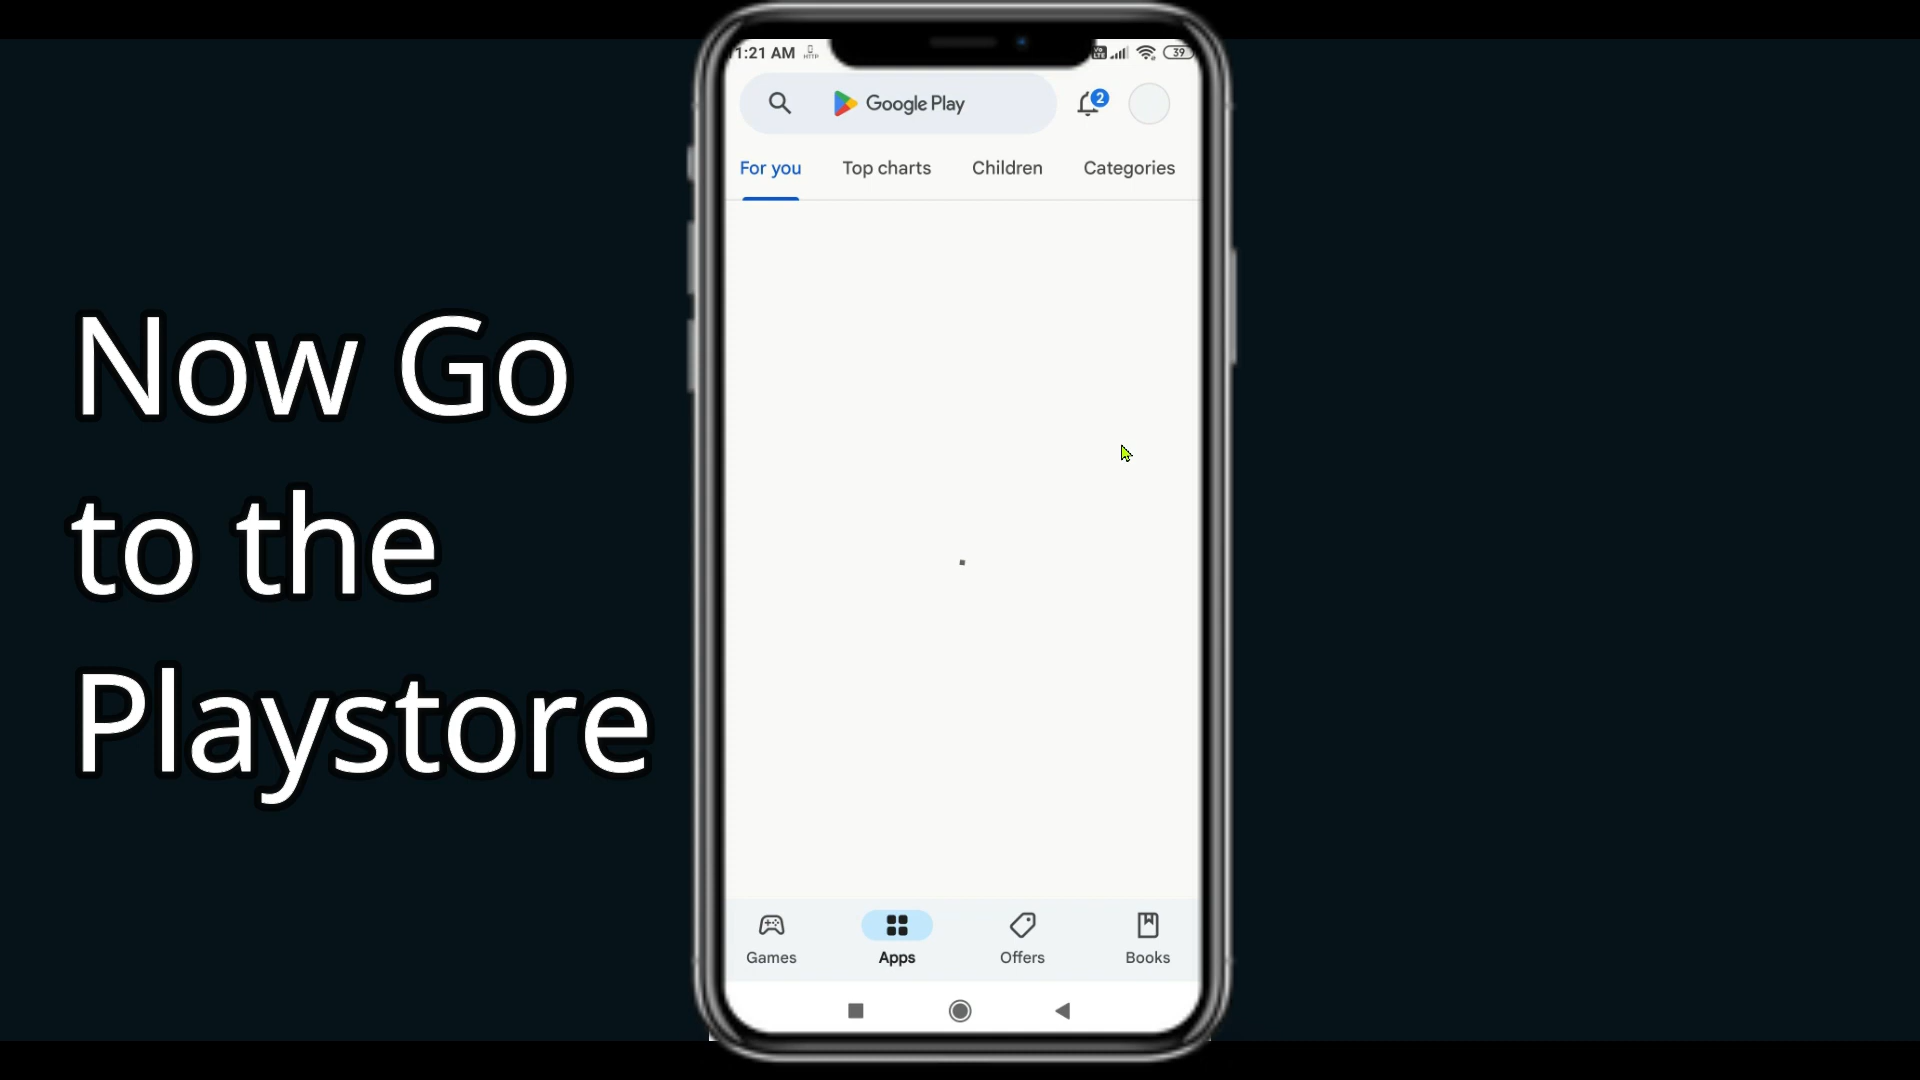 1:21 AM
39
Google Play
2
For you
Top charts
Children
Categories
Now Go
to the
Playstore
Games
Apps
Offers
Books